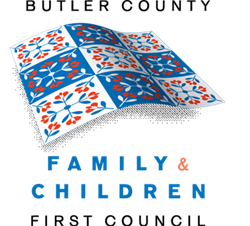 BUTLER COUNTY
FAMILY &
CHILDREN
FIRST COUNCIL